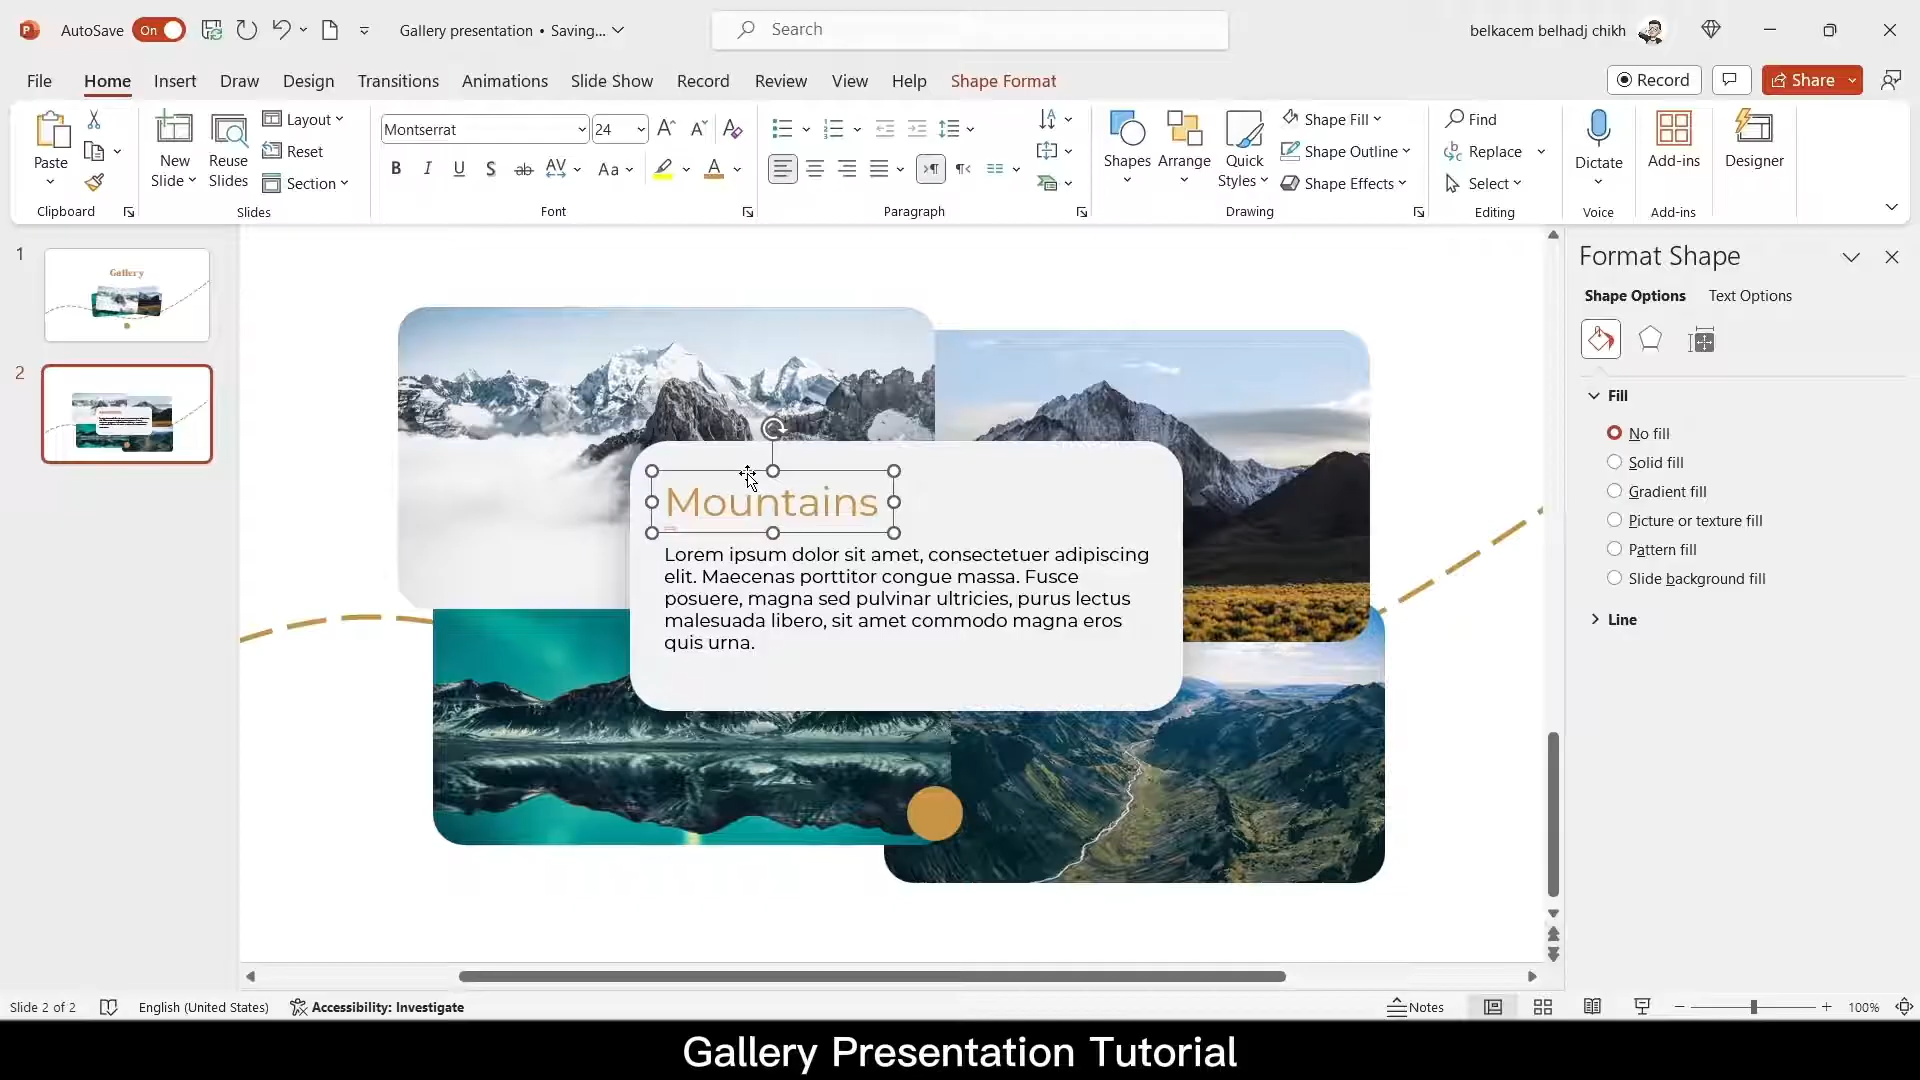 AutoSave On Gallery presentation • Saving... Search belkacem belhadj chikh
File Home Insert Draw Design Transitions Animations Slide Show Record Review View Help Shape Format Record Share
Paste
New Slide
Reuse Slides
Layout
Reset
Section
Montserrat 24
B I U S ab AV Aa A
Shapes
Arrange
Quick Styles
Shape Fill
Shape Outline
Shape Effects
Find
Replace
Select
Dictate
Add-ins
Designer
Clipboard Slides Font Paragraph Drawing Editing Voice Add-ins
1
Gallery
2
Mountains
Lorem ipsum dolor sit amet, consectetuer adipiscing
elit. Maecenas porttitor congue massa. Fusce
posuere, magna sed pulvinar ultricies, purus lectus
malesuada libero, sit amet commodo magna eros
quis urna.
Format Shape
Shape Options Text Options
Fill
No fill
Solid fill
Gradient fill
Picture or texture fill
Pattern fill
Slide background fill
Line
Slide 2 of 2 English (United States) Accessibility: Investigate Notes 100%
Gallery Presentation Tutorial